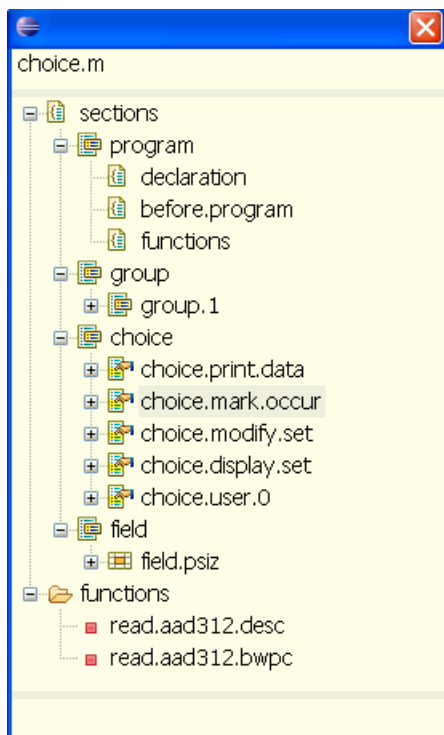 choice.m
sections
program
declaration
before.program
functions
group
group.1
choice
choice.print.data
choice.mark.occur
choice.modify.set
choice.display.set
choice.user.0
field
field.psiz
functions
read.aad312.desc
read.aad312.bwpc